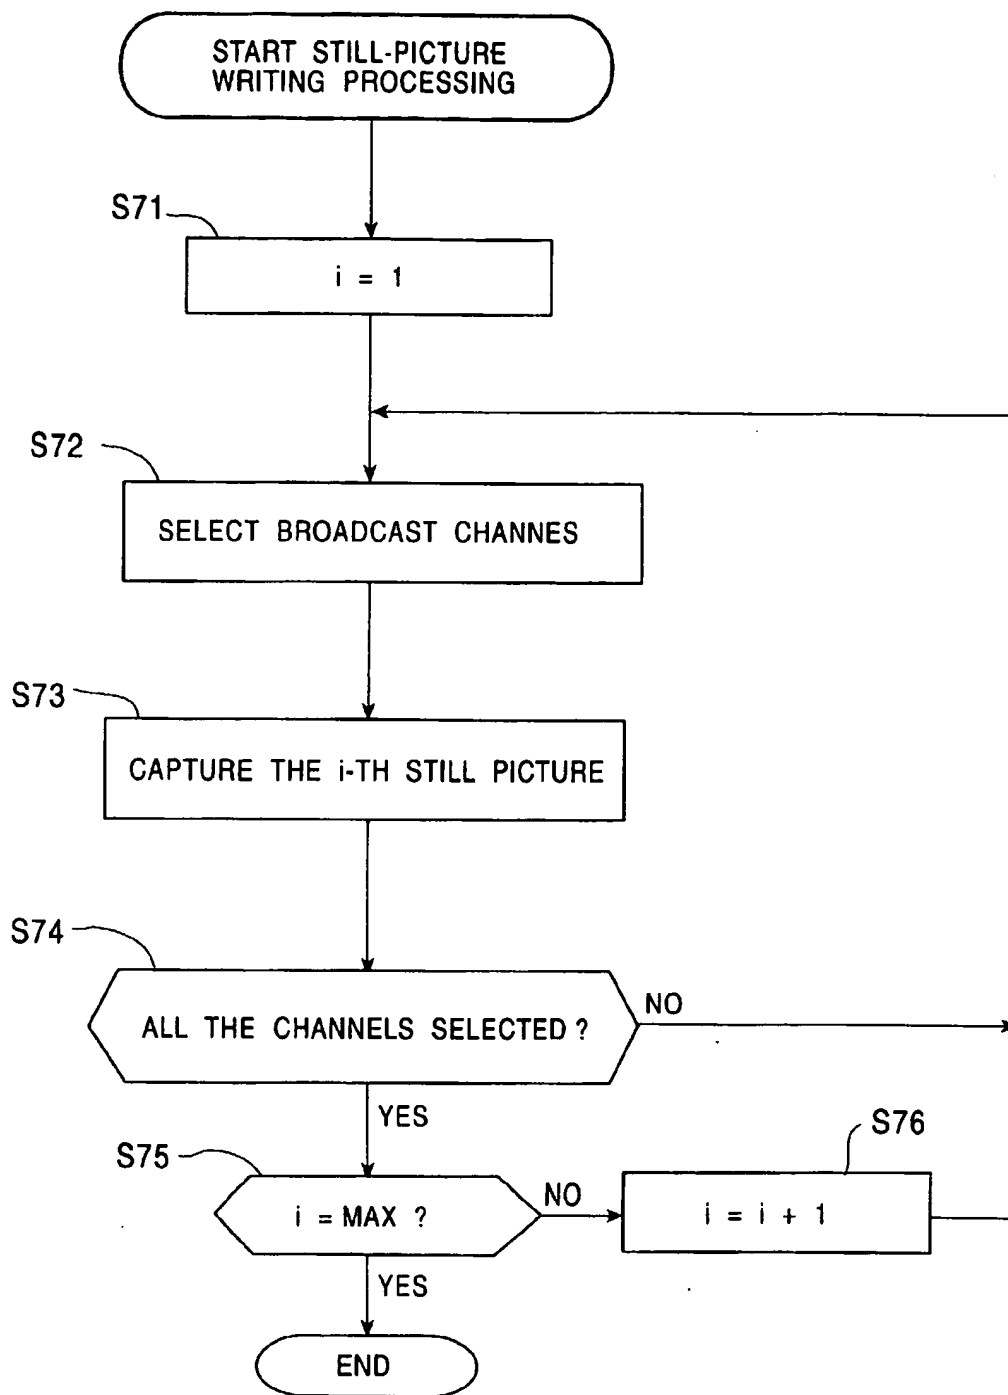 START STILL-PICTURE
WRITING PROCESSING
S71
i = 1
S72
SELECT BROADCAST CHANNES
S73
CAPTURE THE i-TH STILL PICTURE
S74
ALL THE CHANNELS SELECTED ?
NO
YES
S75
i = MAX ?
NO
S76
i = i + 1
YES
END